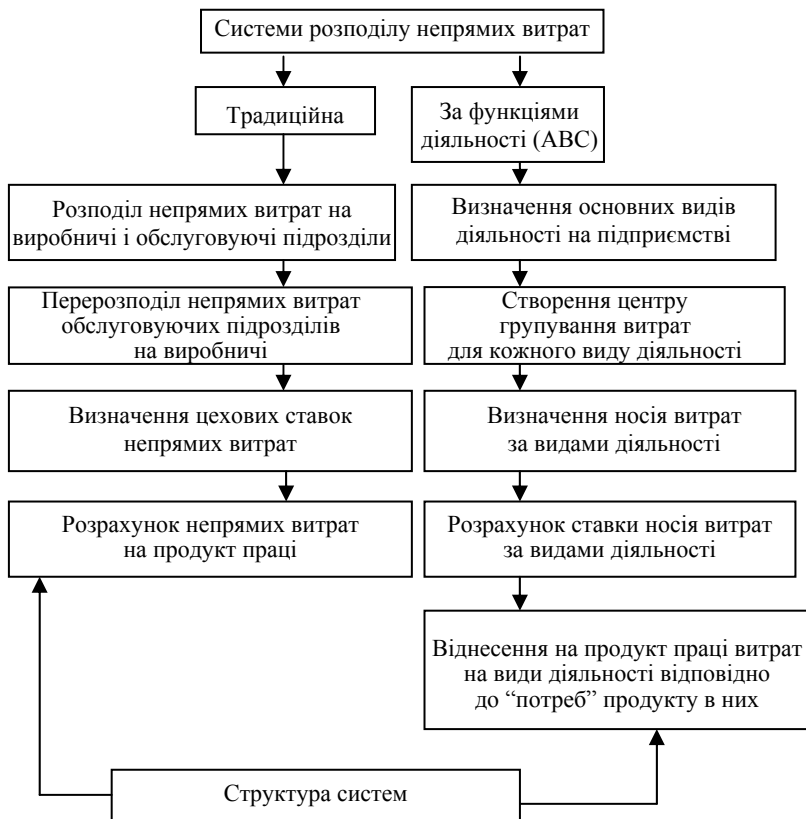 Системи розподілу непрямих витрат
Традиційна
За функціями
діяльності (АВС)
Розподіл непрямих витрат на
виробничі і обслуговуючі підрозділи
Визначення основних видів
діяльності на підприємстві
Перерозподіл непрямих витрат
обслуговуючих підрозділів
на виробничі
Створення центру
групування витрат
для кожного виду діяльності
Визначення цехових ставок
непрямих витрат
Визначення носія витрат
за видами діяльності
Розрахунок непрямих витрат
на продукт праці
Розрахунок ставки носія витрат
за видами діяльності
Віднесення на продукт праці витрат
на види діяльності відповідно
до “потреб” продукту в них
Структура систем